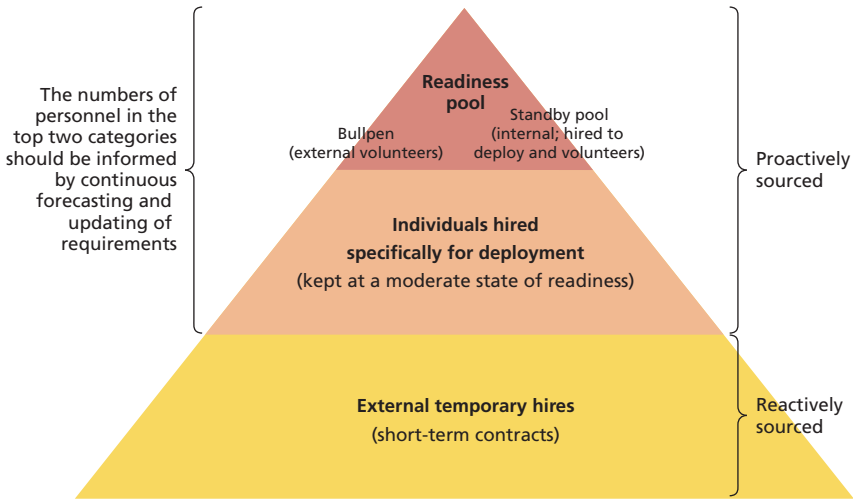 The numbers of
personnel in the
top two categories
should be informed
by continuous
forecasting and
updating of
requirements
Readiness
pool
Bullpen
(external volunteers)
Standby pool
(internal; hired to
deploy and volunteers)
Individuals hired
specifically for deployment
(kept at a moderate state of readiness)
External temporary hires
(short-term contracts)
Proactively
sourced
Reactively
sourced